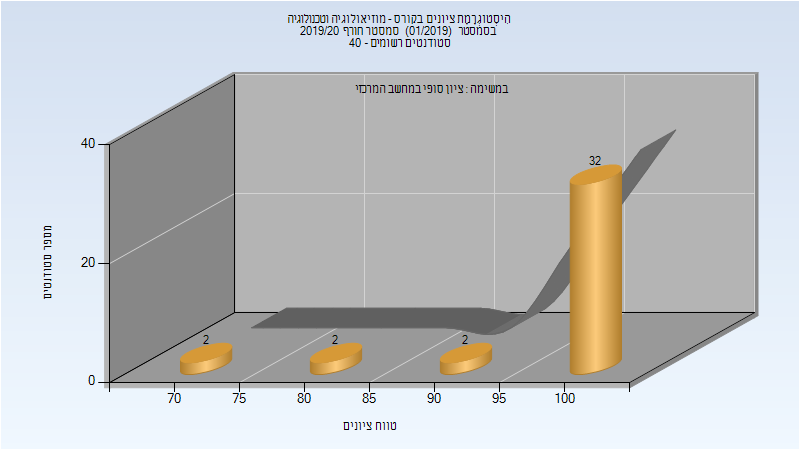 היסטוגרמת ציונים בקורס - מוזיאולוגיה וטכנולוגיה
בסמסטר (01/2019) סמסטר חורף 2019/20
סטודנטים רשומים - 40
במשימה : ציון סופי במחשב המרכזי
מספר סטודנטים
40
20
0
2
2
2
32
70
75
80
85
90
95
100
טווח ציונים